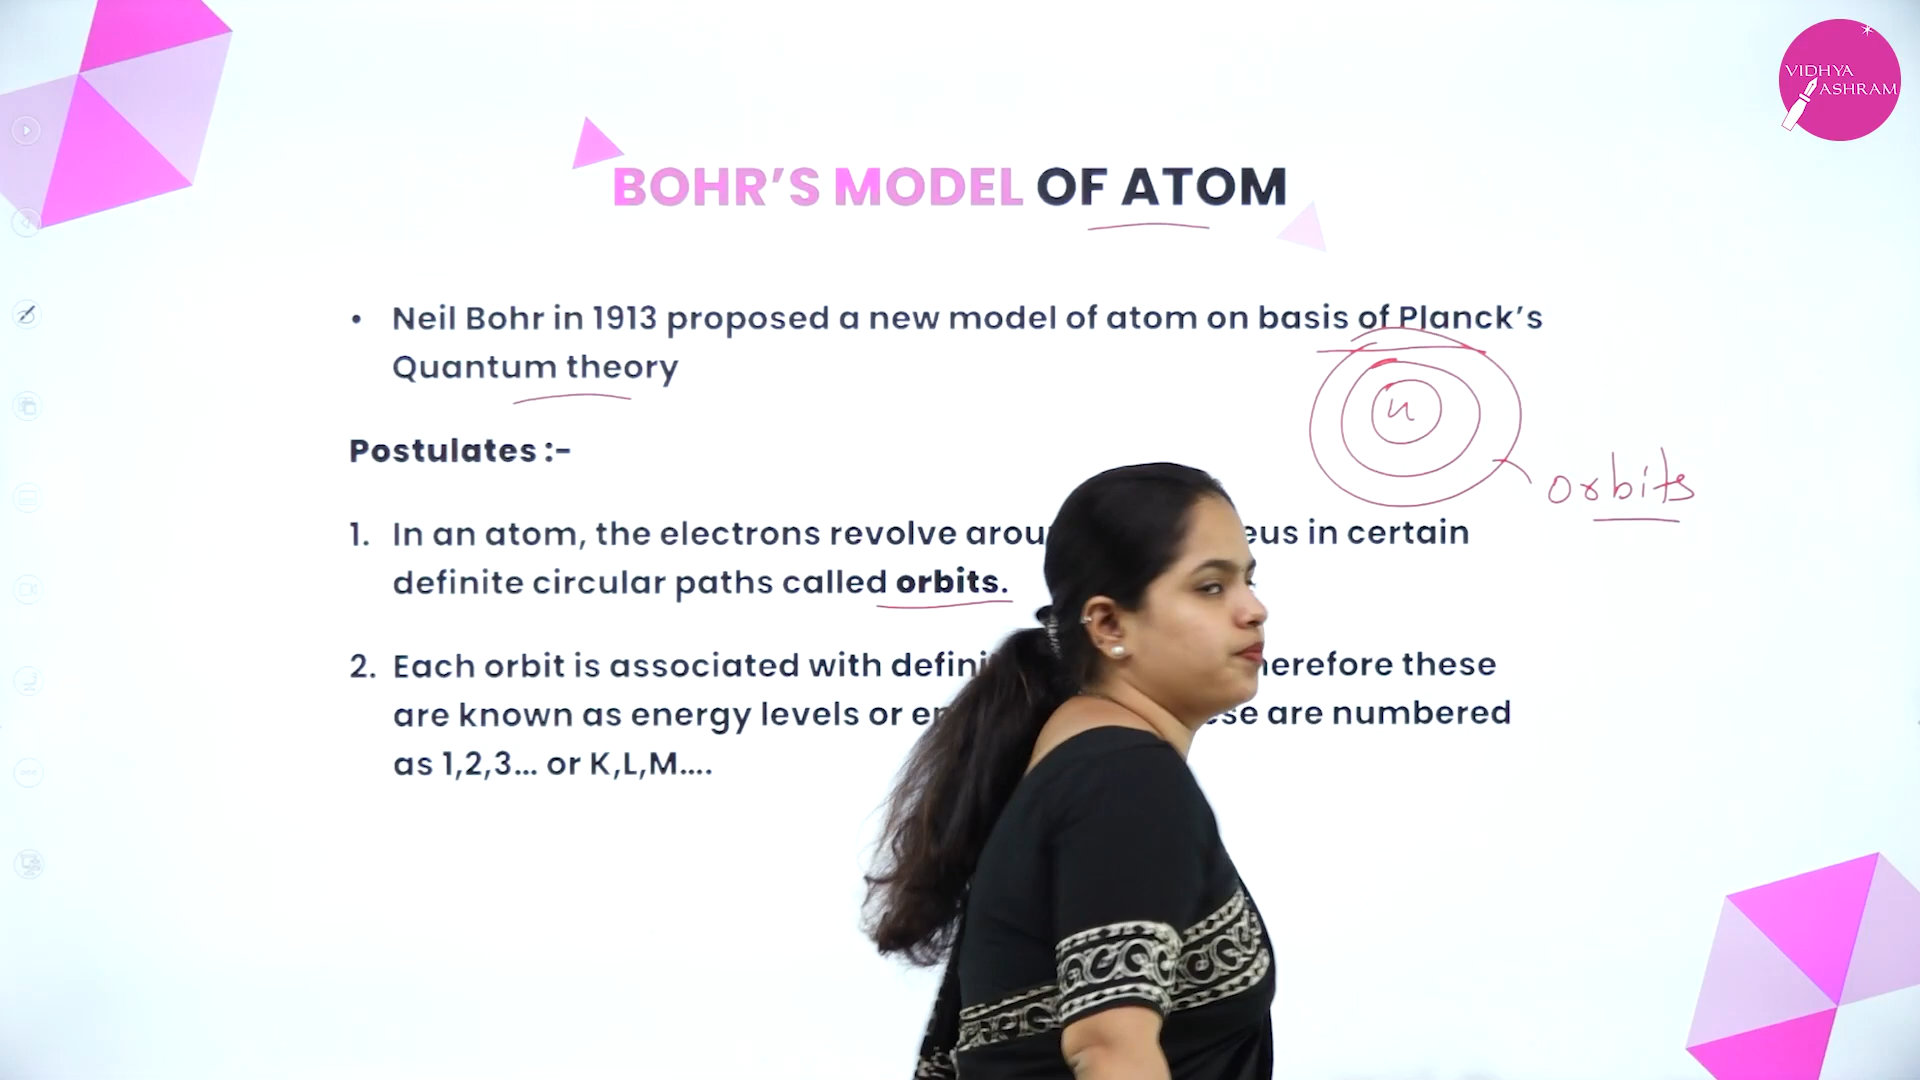 VIDHYA
ASHRAM
BOHR’S MODEL OF ATOM
• Neil Bohr in 1913 proposed a new model of atom on basis of Planck’s
Quantum theory
n
orbits
Postulates :-
1. In an atom, the electrons revolve eus in certain
definite circular paths called orbits.
2. Each orbit is associated with herefore these
are known as energy levels or are numbered
as 1,2,3... or K,L,M....